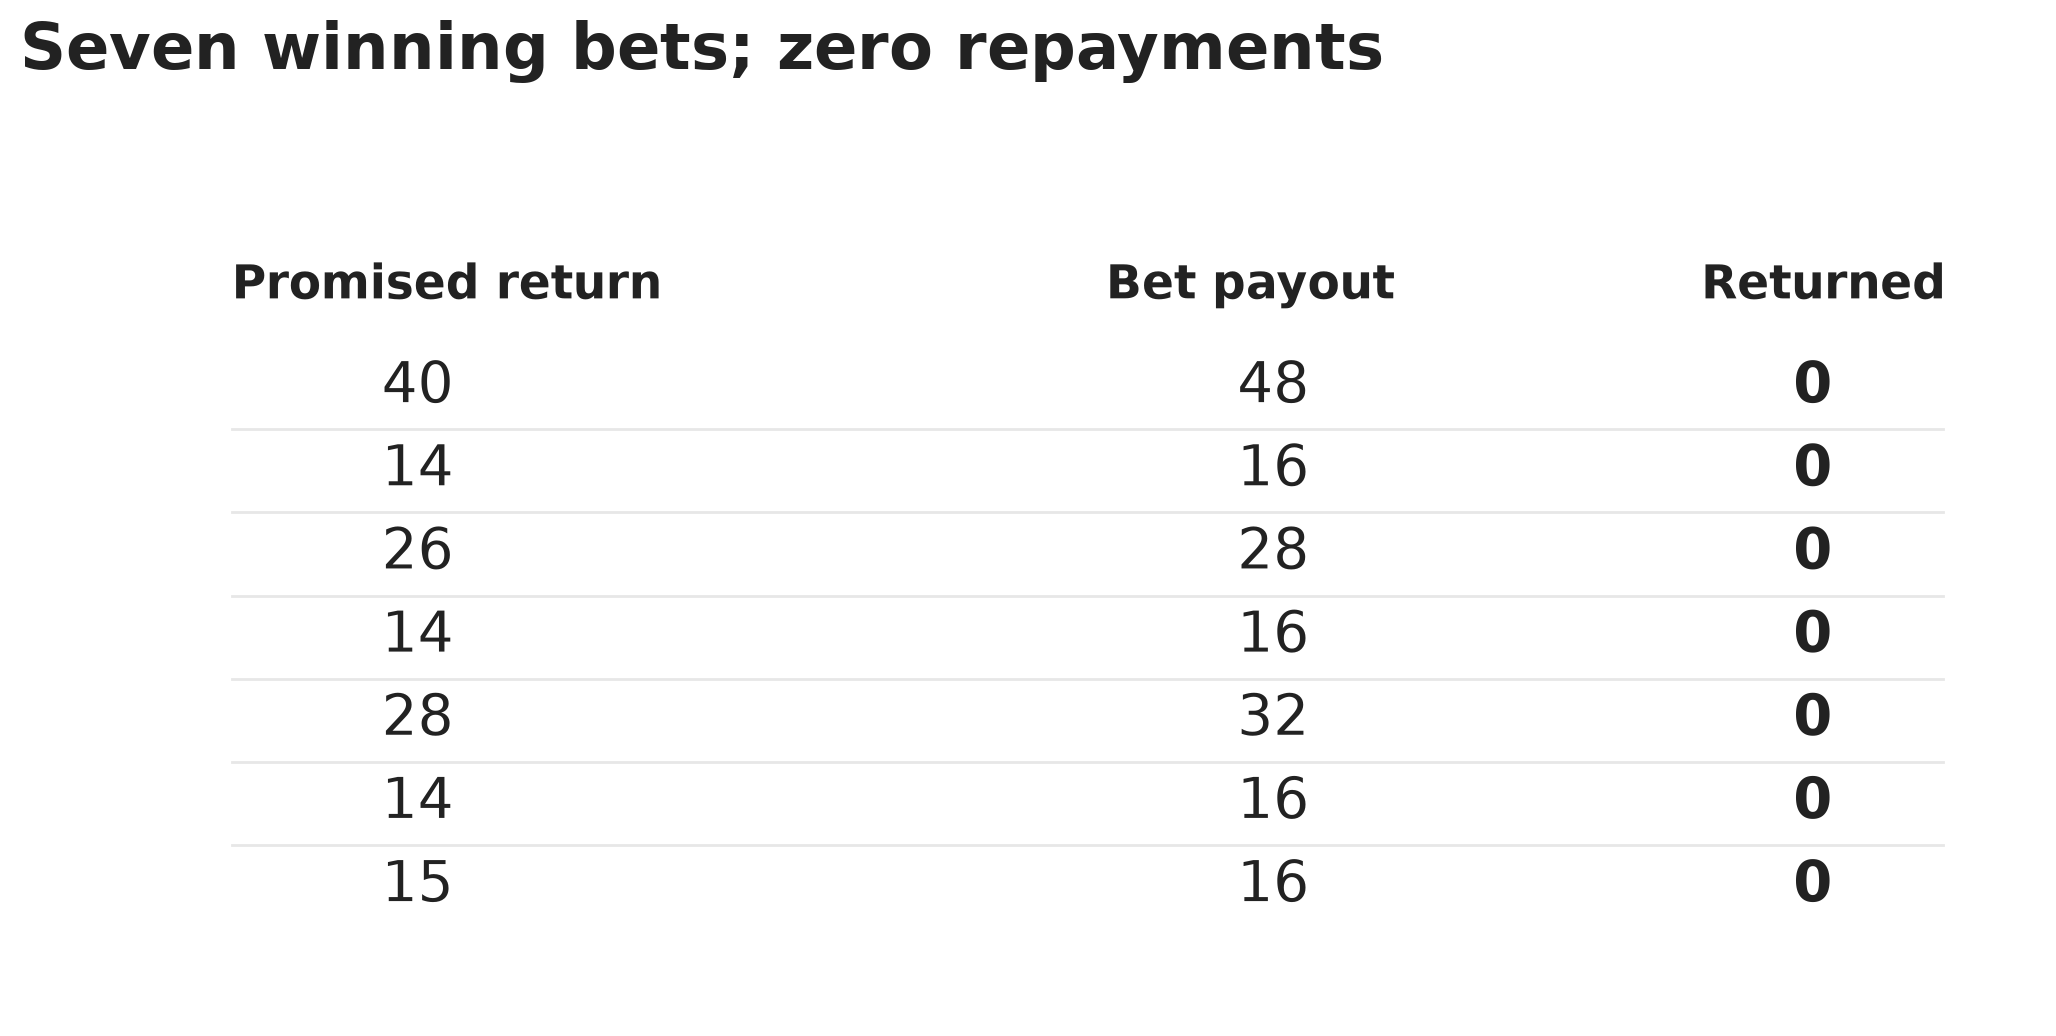 Seven winning bets; zero repayments
Promised return Bet payout Returned
40 48 0
14 16 0
26 28 0
14 16 0
28 32 0
14 16 0
15 16 0